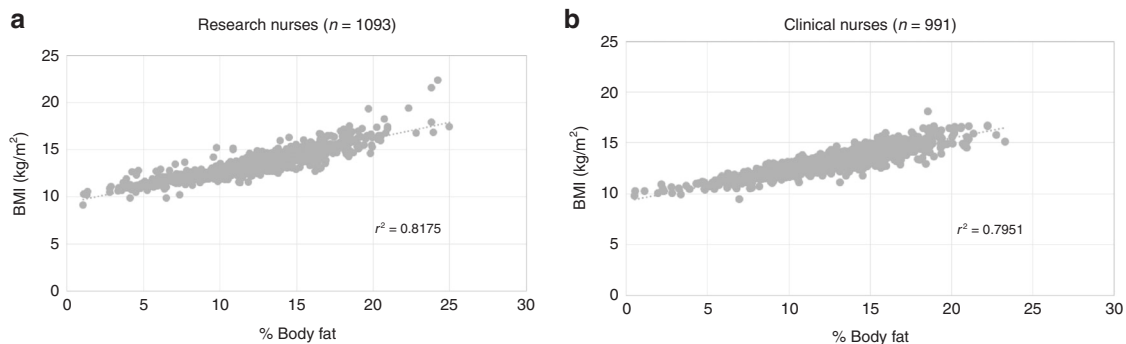 a
Research nurses (n = 1093)
25
20
15
10
5
0
BMI (kg/m²)
r² = 0.8175
0 5 10 15 20 25 30
% Body fat
b
Clinical nurses (n = 991)
25
20
15
10
5
0
BMI (kg/m²)
r² = 0.7951
0 5 10 15 20 25 30
% Body fat